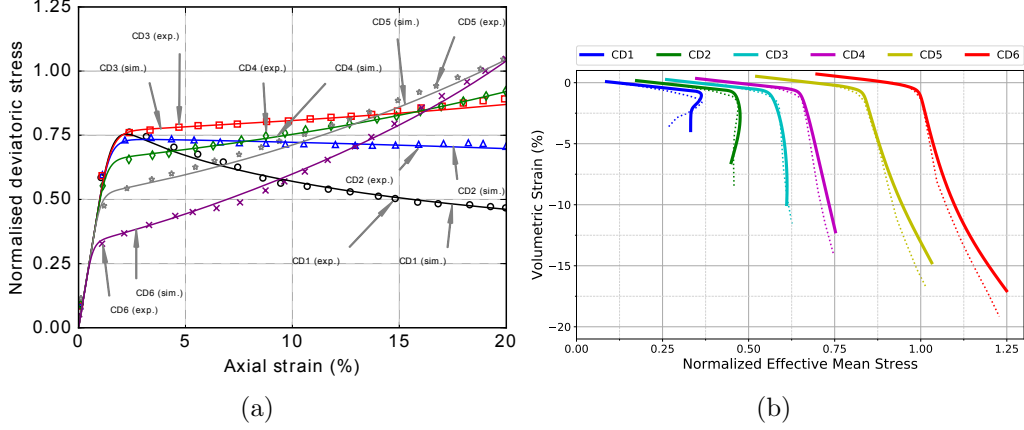 1.25
1.00
0.75
0.50
0.25
0.00
0
5
10
15
20
Normalised deviatoric stress
Axial strain (%)
CD3 (exp.)
CD3 (sim.)
CD4 (exp.)
CD4 (sim.)
CD5 (sim.)
CD5 (exp.)
CD2 (exp.)
CD2 (sim.)
CD1 (exp.)
CD1 (sim.)
CD6 (sim.)
CD6 (exp.)
(a)
CD1 CD2 CD3 CD4 CD5 CD6
0
−5
−10
−15
−20
Volumetric Strain (%)
0.00 0.25 0.50 0.75 1.00 1.25
Normalized Effective Mean Stress
(b)